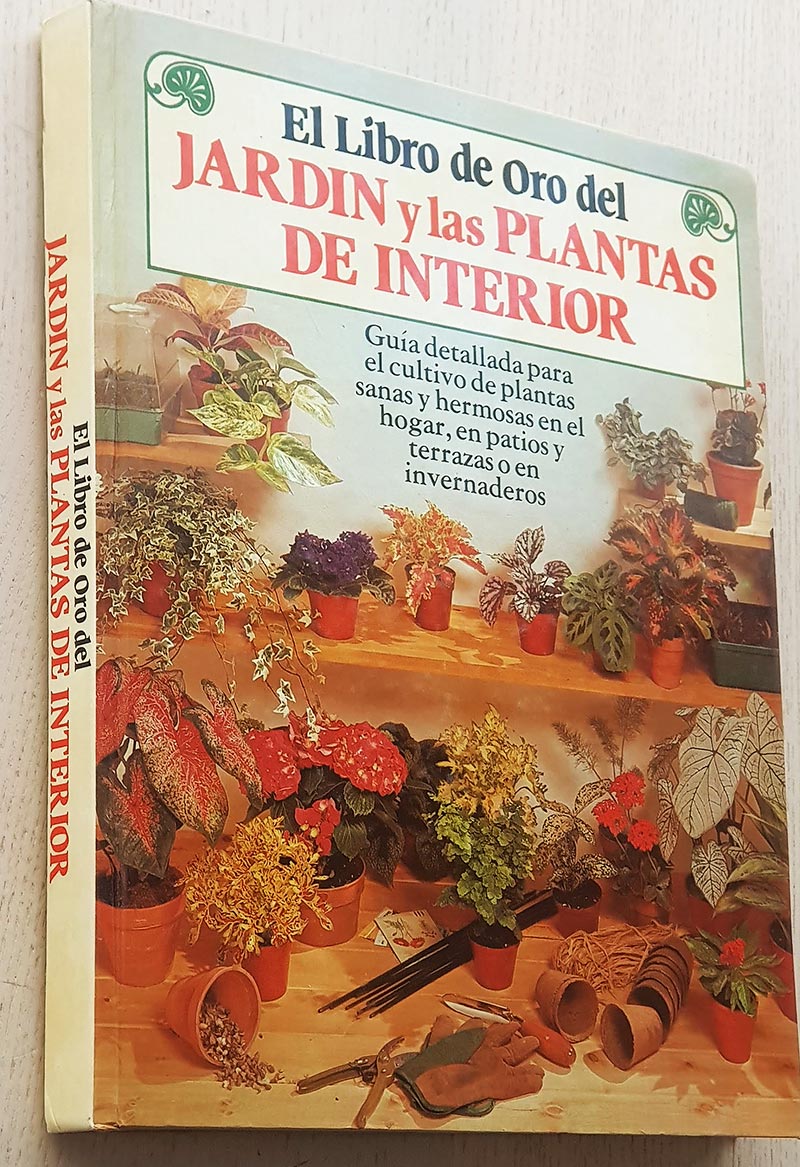 El Libro de Oro del
JARDIN y las PLANTAS
DE INTERIOR
Guía detallada para
el cultivo de plantas
sanas y hermosas en el
hogar, en patios y
terrazas o en
invernaderos
El Libro de Oro del
JARDIN y las PLANTAS DE INTERIOR